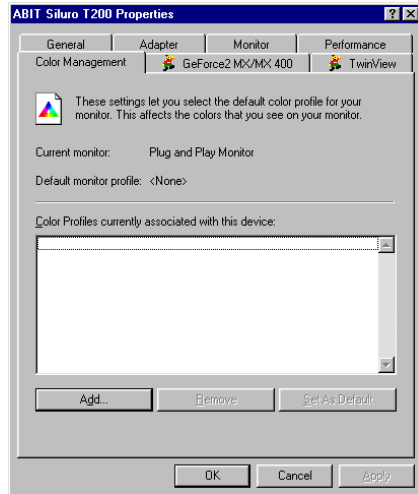 ABIT Siluro T200 Properties
General Adapter Monitor Performance
Color Management GeForce2 MX/MX 400 TwinView
These settings let you select the default color profile for your
monitor. This affects the colors that you see on your monitor.
Current monitor: Plug and Play Monitor
Default monitor profile: <None>
Color Profiles currently associated with this device:
Add... Remove Set As Default
OK Cancel Apply